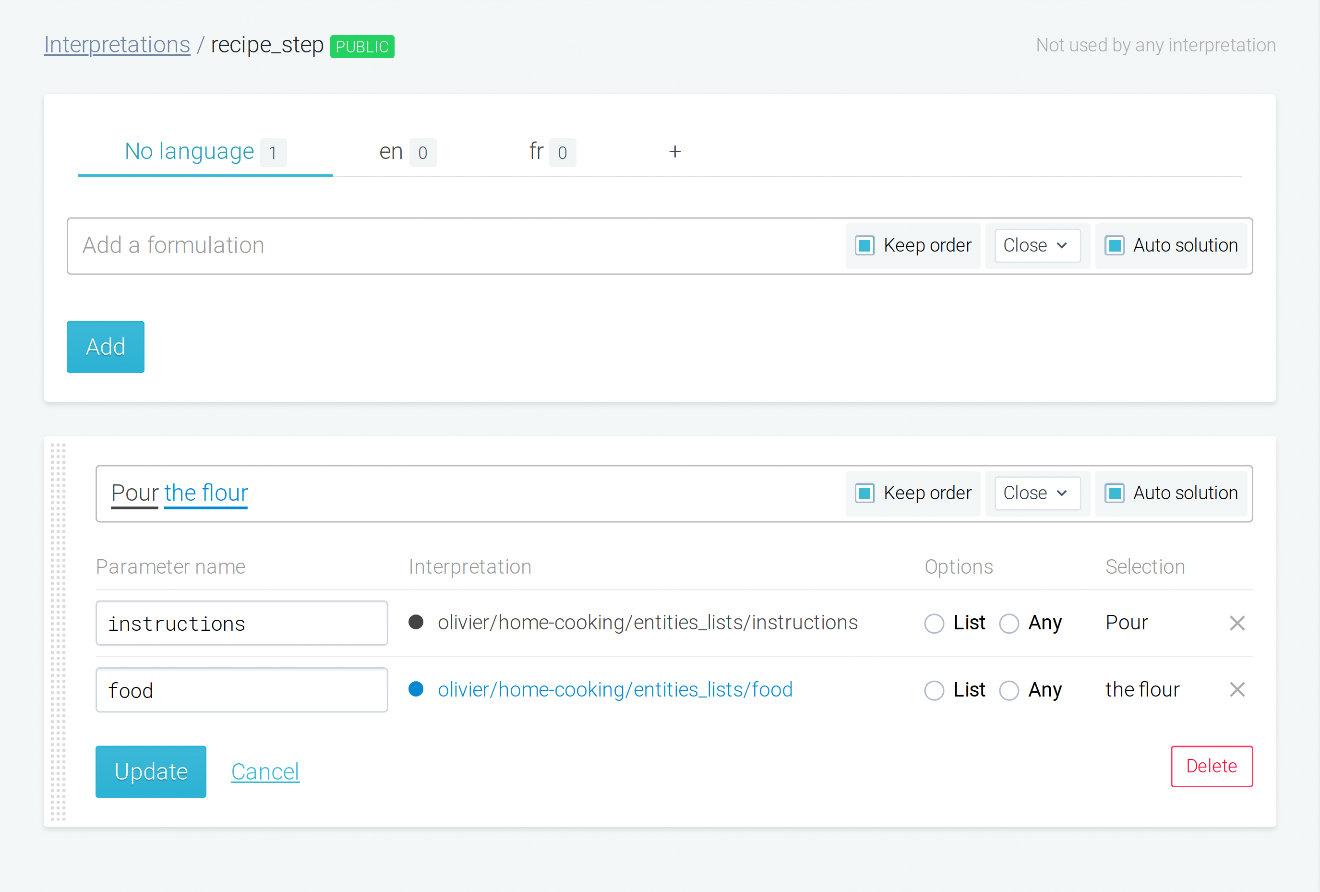 Interpretations / recipe_step PUBLIC Not used by any interpretation
No language 1 en 0 fr 0 +
Add a formulation Keep order Close Auto solution
Add
Pour the flour Keep order Close Auto solution
Parameter name Interpretation Options Selection
instructions olivier/home-cooking/entities_lists/instructions List Any Pour
food olivier/home-cooking/entities_lists/food List Any the flour
Update Cancel Delete